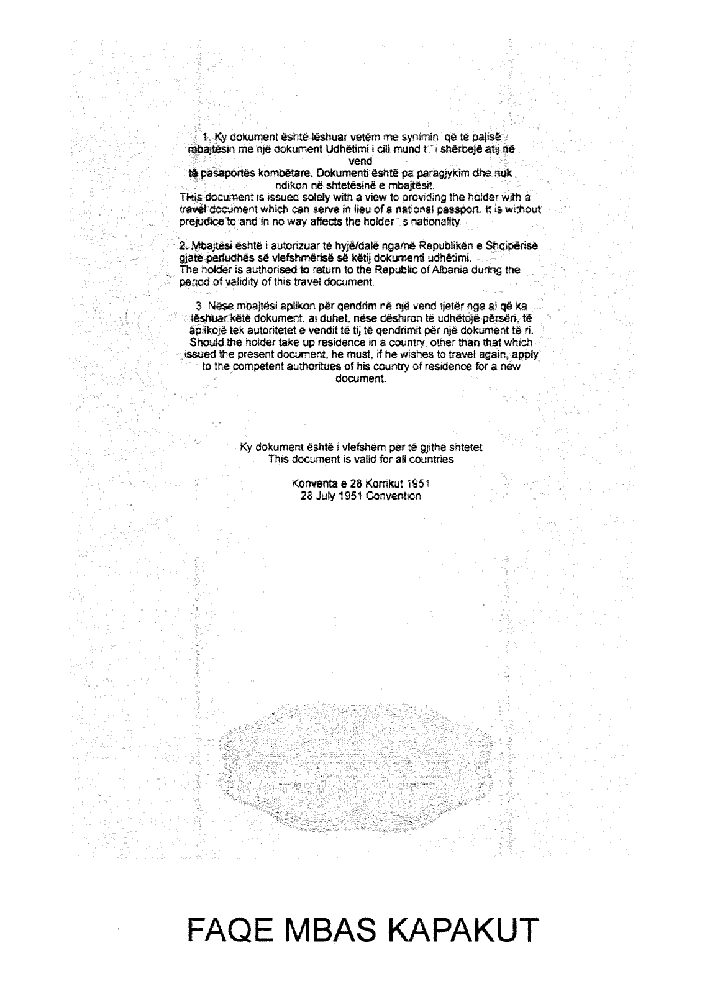 1. Ky dokument është lëshuar vetëm me synimin që të pajisë
mbajtësin me një dokument Udhëtimi i cili mund t i shërbejë atij në
vend
të pasaportës kombëtare. Dokumenti është pa paragjykim dhe nuk
ndikon në shtetësinë e mbajtësit.
THis document is issued solely with a view to providing the holder with a
travel document which can serve in lieu of a national passport. It is without
prejudice to and in no way affects the holder s nationality
2. Mbajtësi është i autorizuar të hyjë/dalë nga/në Republikën e Shqipërisë
gjatë periudhës së vlefshmërisë së këtij dokumenti udhëtimi.
The holder is authorised to return to the Republic of Albania during the
period of validity of this travel document.
3. Nëse mbajtësi aplikon për qendrim në një vend tjetër nga ai që ka
lëshuar këtë dokument, ai duhet, nëse dëshiron të udhëtojë përsëri, të
aplikojë tek autoritetet e vendit të tij të qendrimit për një dokument të ri.
Should the holder take up residence in a country, other than that which
issued the present document, he must, if he wishes to travel again, apply
to the competent authoritues of his country of residence for a new
document.
Ky dokument është i vlefshëm për të gjithë shtetet
This document is valid for all countries
Konventa e 28 Korrikut 1951
28 July 1951 Convention
FAQE MBAS KAPAKUT